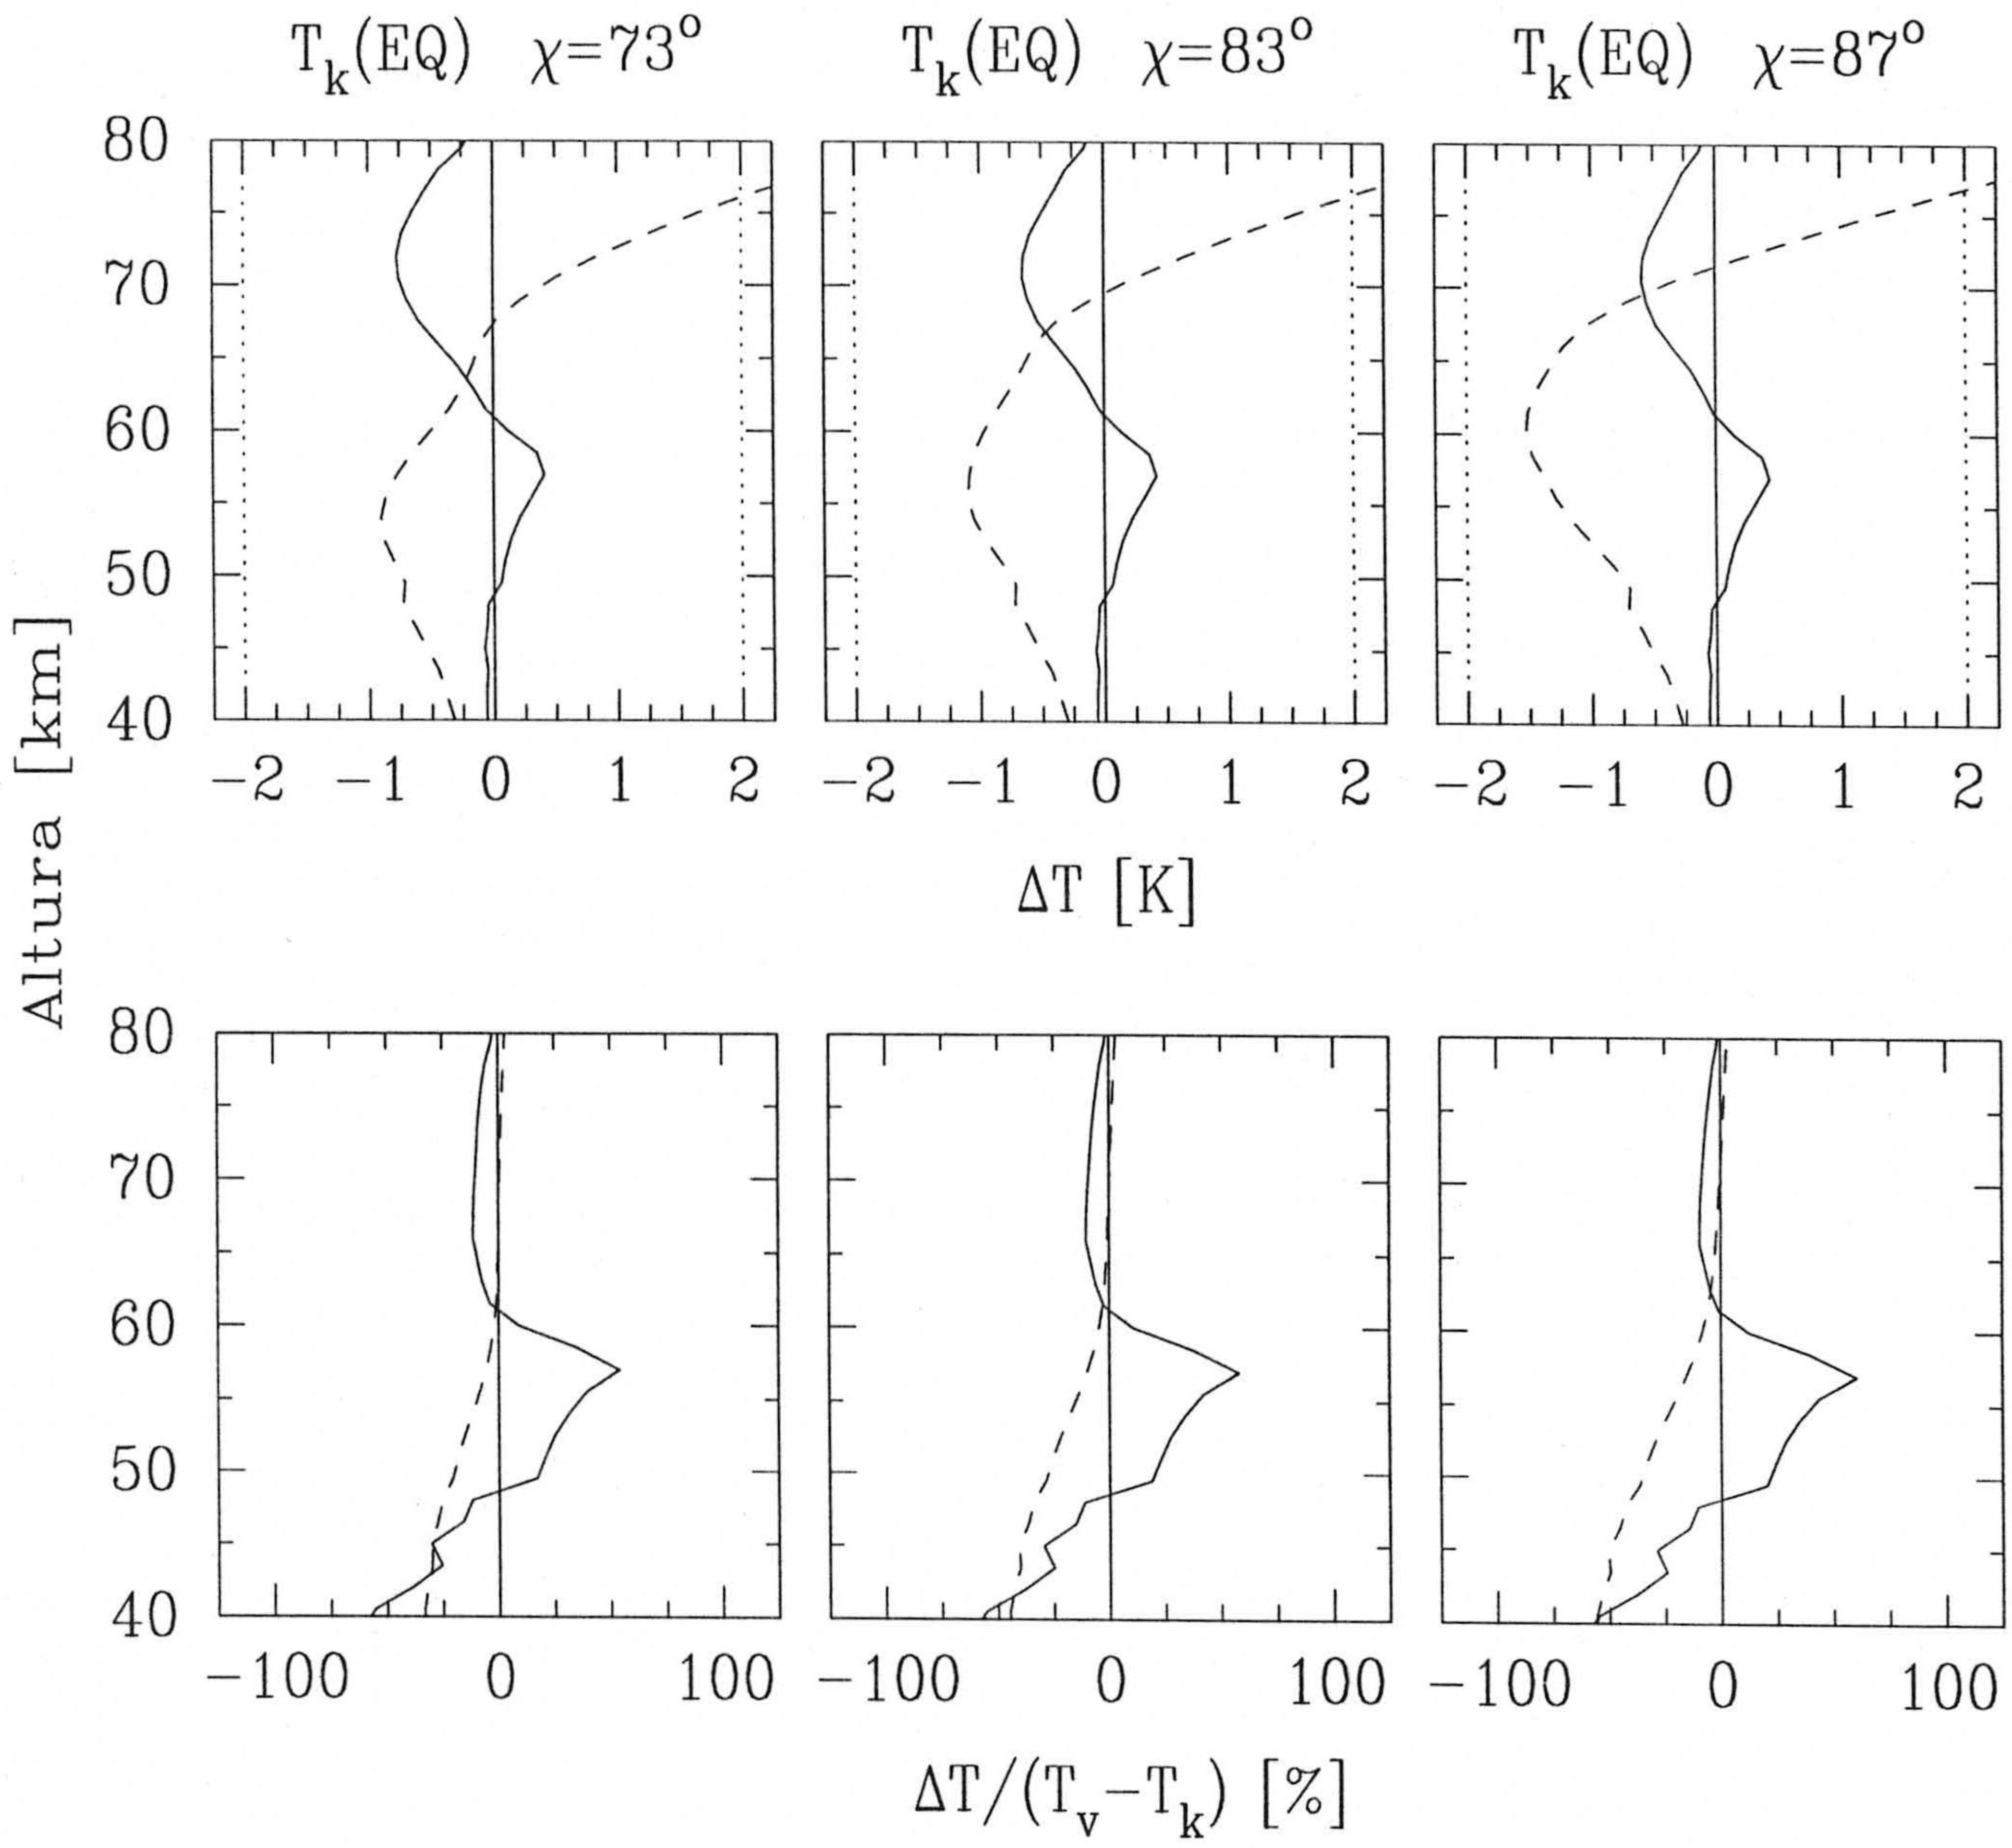 T_k(EQ) χ=73° T_k(EQ) χ=83° T_k(EQ) χ=87°
80
70
60
50
40
−2 −1 0 1 2 −2 −1 0 1 2 −2 −1 0 1 2
ΔT [K]
Altura [km]
80
70
60
50
40
−100 0 100 −100 0 100 −100 0 100
ΔT/(T_v−T_k) [%]